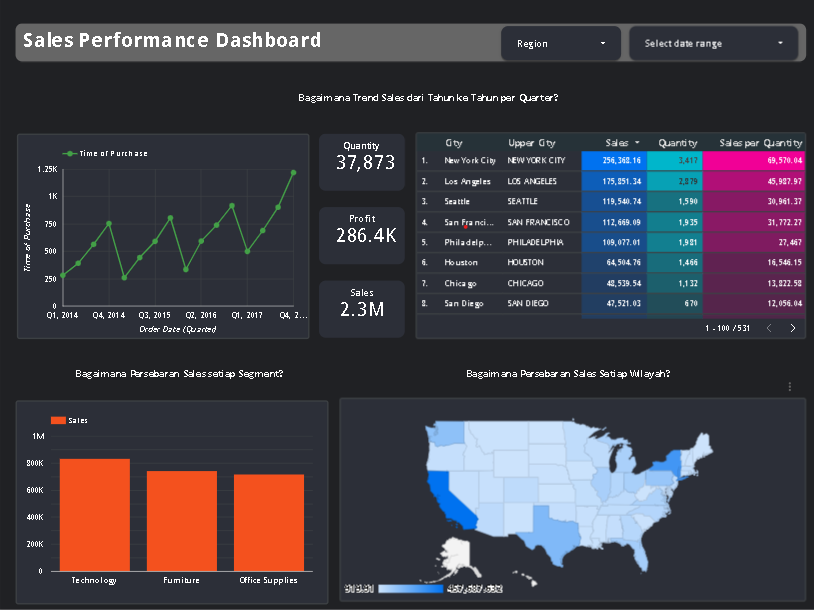 Sales Performance Dashboard
Region
Select date range
Bagaimana Trend Sales dari Tahun ke Tahun per Quarter?
Time of Purchase
1.25K
1K
750
500
250
0
Time of Purchase
Q1, 2014 Q4, 2014 Q3, 2015 Q2, 2016 Q1, 2017 Q4, 2...
Order Date (Quarter)
Quantity
37,873
Profit
286.4K
Sales
2.3M
City Upper City Sales Quantity Sales per Quantity
1. New York City NEW YORK CITY 256,368.16 3,417 69,570.04
2. Los Angeles LOS ANGELES 175,851.34 2,879 45,987.97
3. Seattle SEATTLE 119,540.74 1,590 30,961.37
4. San Franci... SAN FRANCISCO 112,669.09 1,935 31,772.27
5. Philadelp... PHILADELPHIA 109,077.01 1,981 27,467
6. Houston HOUSTON 64,504.76 1,466 16,546.15
7. Chicago CHICAGO 48,539.54 1,132 13,822.58
8. San Diego SAN DIEGO 47,521.03 670 12,056.04
1 - 100 / 531
Bagaimana Persebaran Sales setiap Segment?
Sales
1M
800K
600K
400K
200K
0
Technology Furniture Office Supplies
Bagaimana Persebaran Sales Setiap Wilayah?